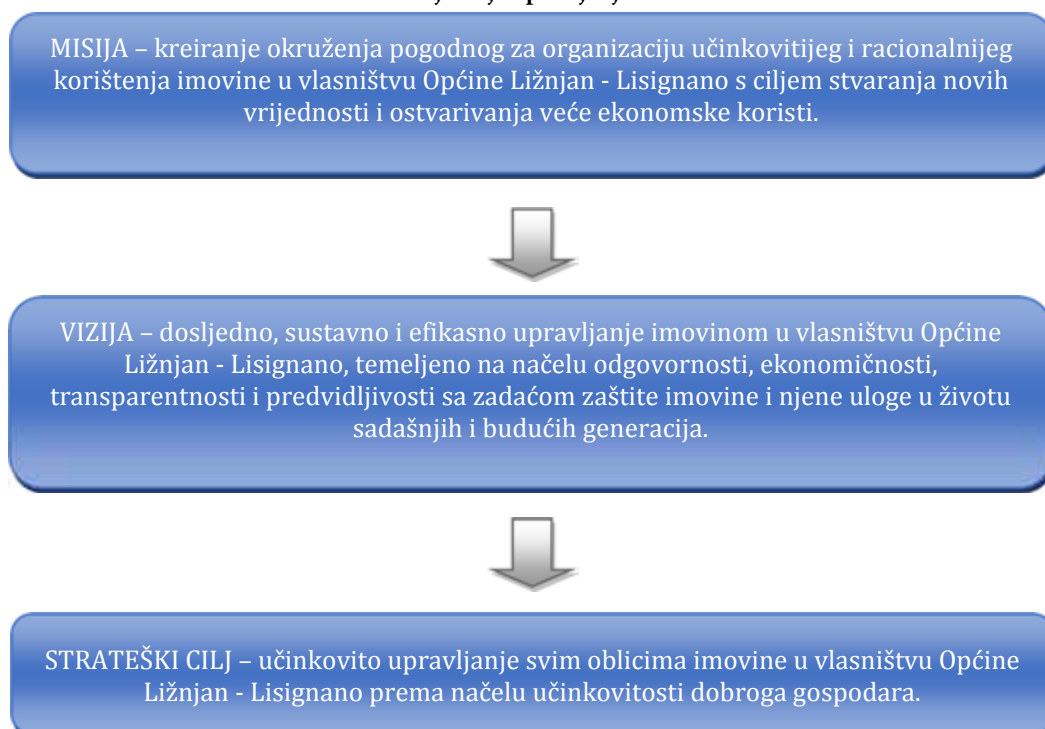 MISIJA – kreiranje okruženja pogodnog za organizaciju učinkovitijeg i racionalnijeg
korištenja imovine u vlasništvu Općine Ližnjan - Lisignano s ciljem stvaranja novih
vrijednosti i ostvarivanja veće ekonomske koristi.
VIZIJA – dosljedno, sustavno i efikasno upravljanje imovinom u vlasništvu Općine
Ližnjan - Lisignano, temeljeno na načelu odgovornosti, ekonomičnosti,
transparentnosti i predvidljivosti sa zadaćom zaštite imovine i njene uloge u životu
sadašnjih i budućih generacija.
STRATEŠKI CILJ – učinkovito upravljanje svim oblicima imovine u vlasništvu Općine
Ližnjan - Lisignano prema načelu učinkovitosti dobroga gospodara.